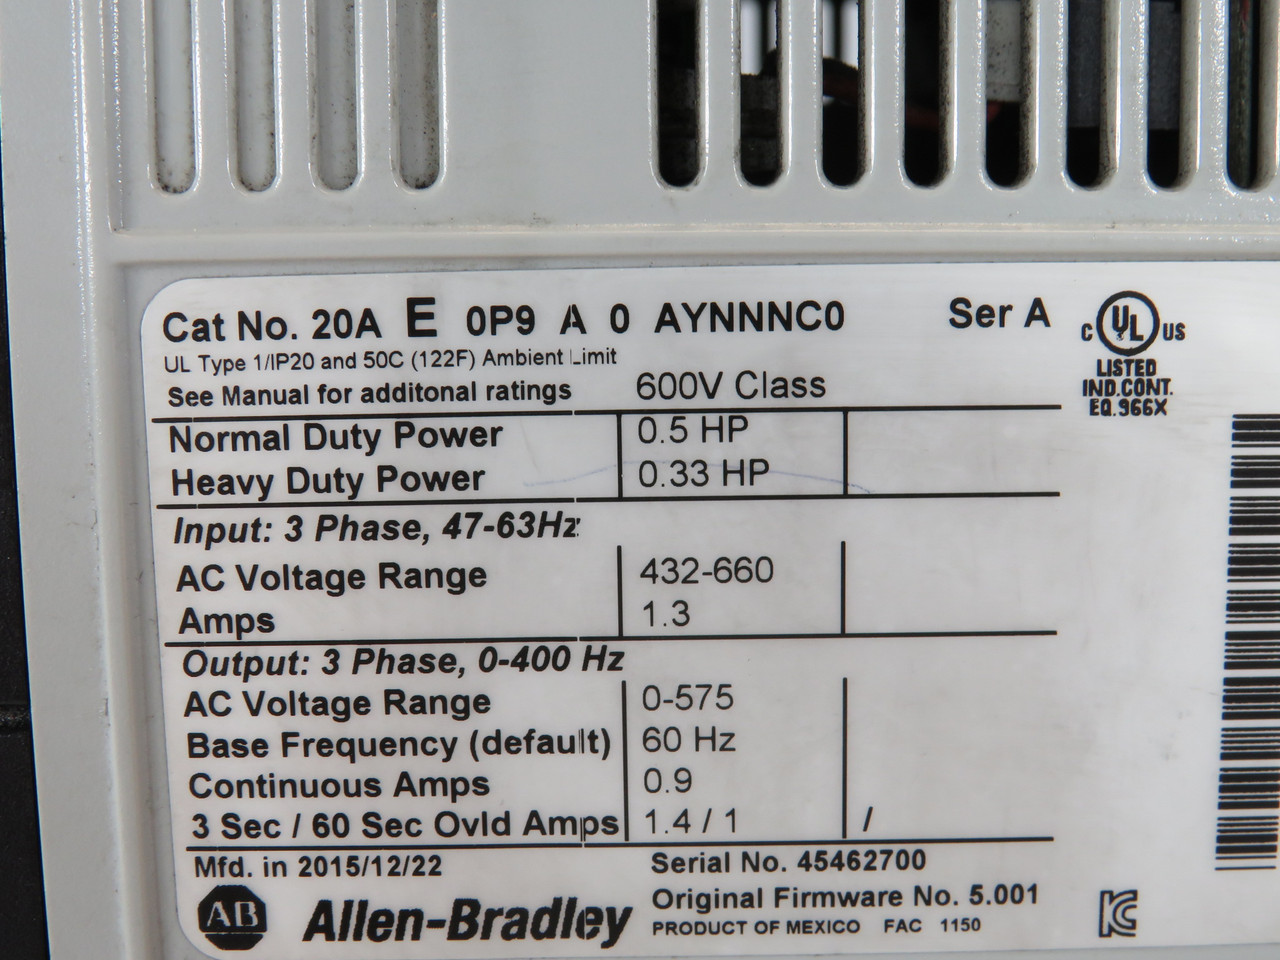 Cat No. 20A E 0P9 A 0 AYNNNC0 Ser A
UL Type 1/IP20 and 50C (122F) Ambient Limit
See Manual for additonal ratings 600V Class
C UL US
LISTED
IND.CONT.
EQ.966X
Normal Duty Power 0.5 HP
Heavy Duty Power 0.33 HP
Input: 3 Phase, 47-63Hz
AC Voltage Range 432-660
Amps 1.3
Output: 3 Phase, 0-400 Hz
AC Voltage Range 0-575
Base Frequency (default) 60 Hz
Continuous Amps 0.9
3 Sec / 60 Sec Ovld Amps 1.4 / 1 /
Mfd. in 2015/12/22 Serial No. 45462700
AB Allen-Bradley
Original Firmware No. 5.001
PRODUCT OF MEXICO FAC 1150
KC